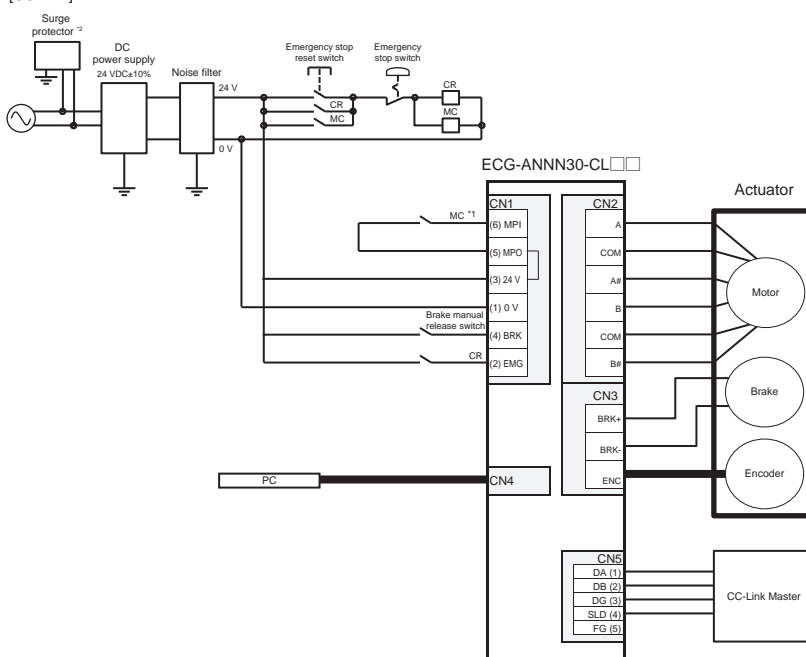 Surge
protector *2
DC
power supply
24 VDC±10%
Noise filter
24 V
0 V
Emergency stop
reset switch
Emergency
stop switch
CR
MC
CR
MC
ECG-ANNN30-CL□□
Actuator
CN1
MC *1
(6) MPI
(5) MPO
(3) 24 V
(1) 0 V
Brake manual
release switch
(4) BRK
CR
(2) EMG
CN2
A
COM
A#
B
COM
B#
Motor
CN3
BRK+
BRK-
ENC
Brake
Encoder
PC
CN4
CN5
DA (1)
DB (2)
DG (3)
SLD (4)
FG (5)
CC-Link Master